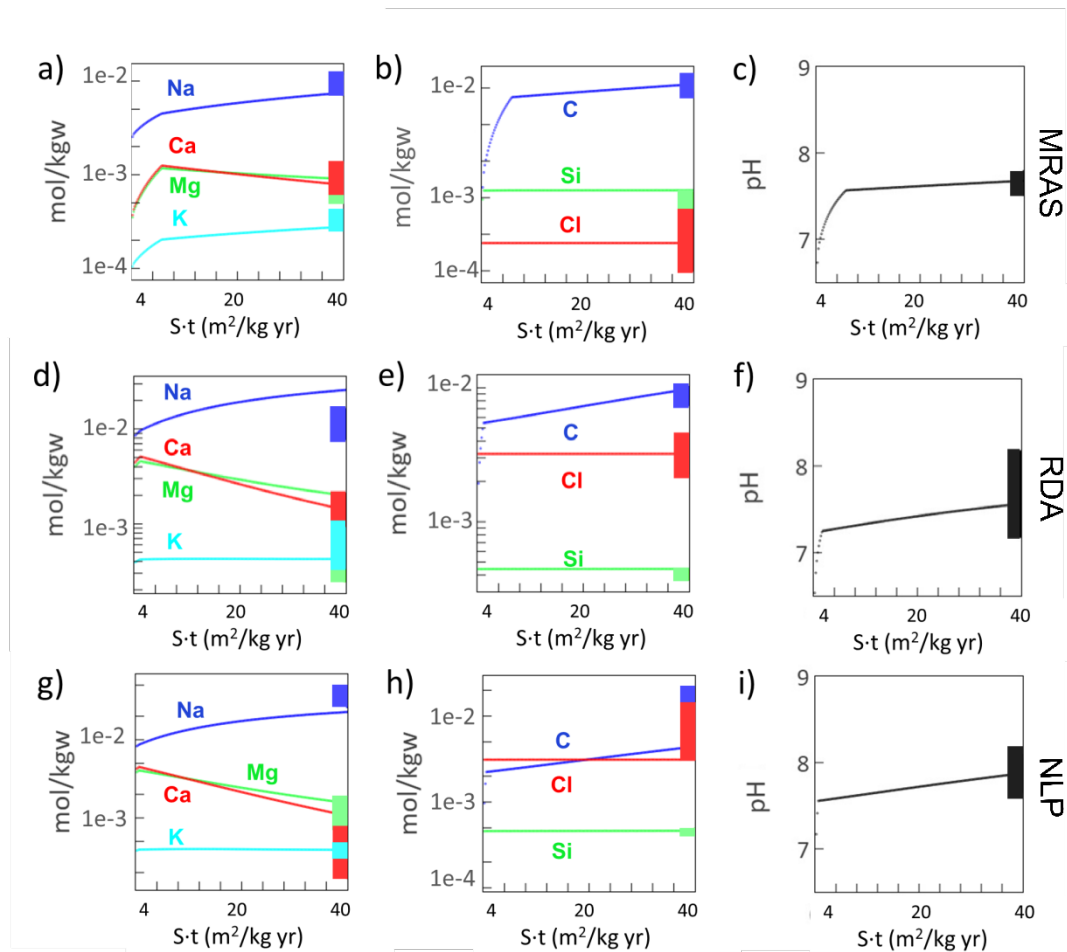 a)
1e-2
1e-3
1e-4
mol/kgw
Na
Ca
Mg
K
4 20 40
S·t (m²/kg yr)
b)
1e-2
1e-3
1e-4
mol/kgw
C
Si
Cl
4 20 40
S·t (m²/kg yr)
c)
9
8
7
pH
4 20 40
S·t (m²/kg yr)
MRAS
d)
1e-2
1e-3
mol/kgw
Na
Ca
Mg
K
4 20 40
S·t (m²/kg yr)
e)
1e-2
1e-3
mol/kgw
C
Cl
Si
4 20 40
S·t (m²/kg yr)
f)
9
8
7
pH
4 20 40
S·t (m²/kg yr)
RDA
g)
1e-2
1e-3
mol/kgw
Na
Mg
Ca
K
4 20 40
S·t (m²/kg yr)
h)
1e-2
1e-3
1e-4
mol/kgw
C
Cl
Si
4 20 40
S·t (m²/kg yr)
i)
9
8
7
pH
4 20 40
S·t (m²/kg yr)
NLP